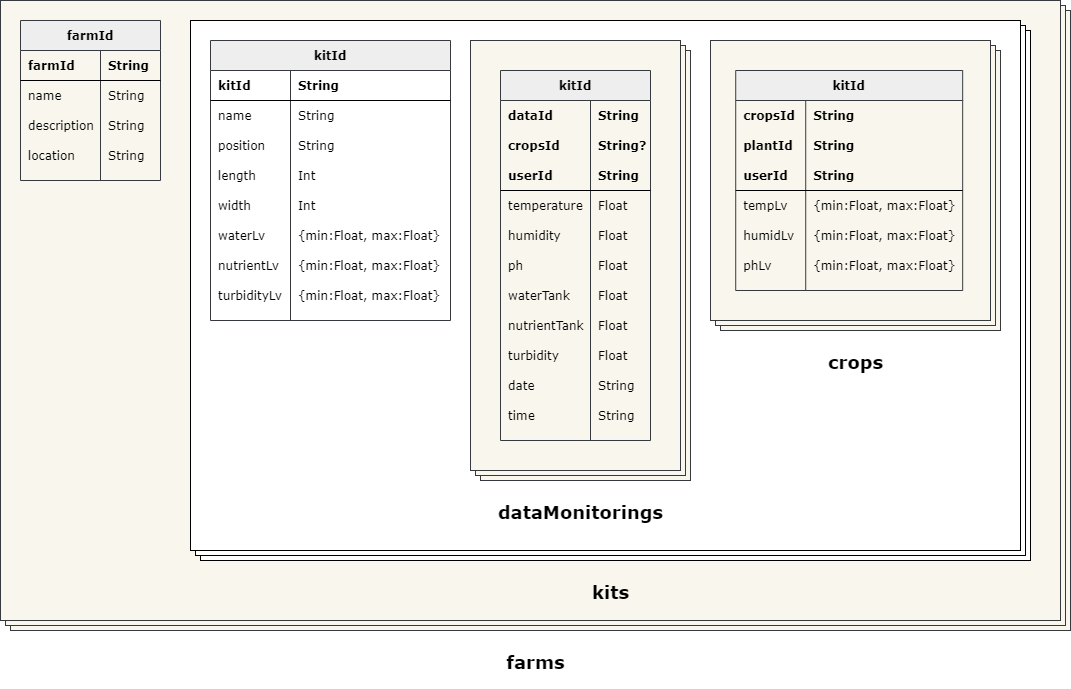 farmId
farmId String
name String
description String
location String
kitId
kitId String
name String
position String
length Int
width Int
waterLv {min:Float, max:Float}
nutrientLv {min:Float, max:Float}
turbidityLv {min:Float, max:Float}
kitId
dataId String
cropsId String?
userId String
temperature Float
humidity Float
ph Float
waterTank Float
nutrientTank Float
turbidity Float
date String
time String
dataMonitorings
kitId
cropsId String
plantId String
userId String
tempLv {min:Float, max:Float}
humidLv {min:Float, max:Float}
phLv {min:Float, max:Float}
crops
kits
farms